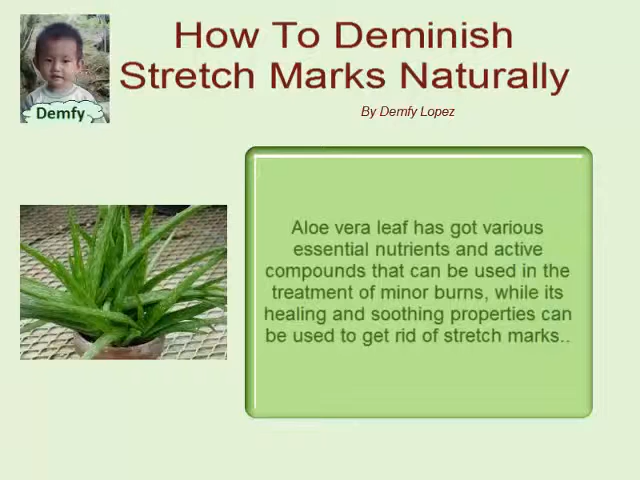 How To Deminish
Stretch Marks Naturally
Demfy
By Demfy Lopez
Aloe vera leaf has got various
essential nutrients and active
compounds that can be used in the
treatment of minor burns, while its
healing and soothing properties can
be used to get rid of stretch marks..